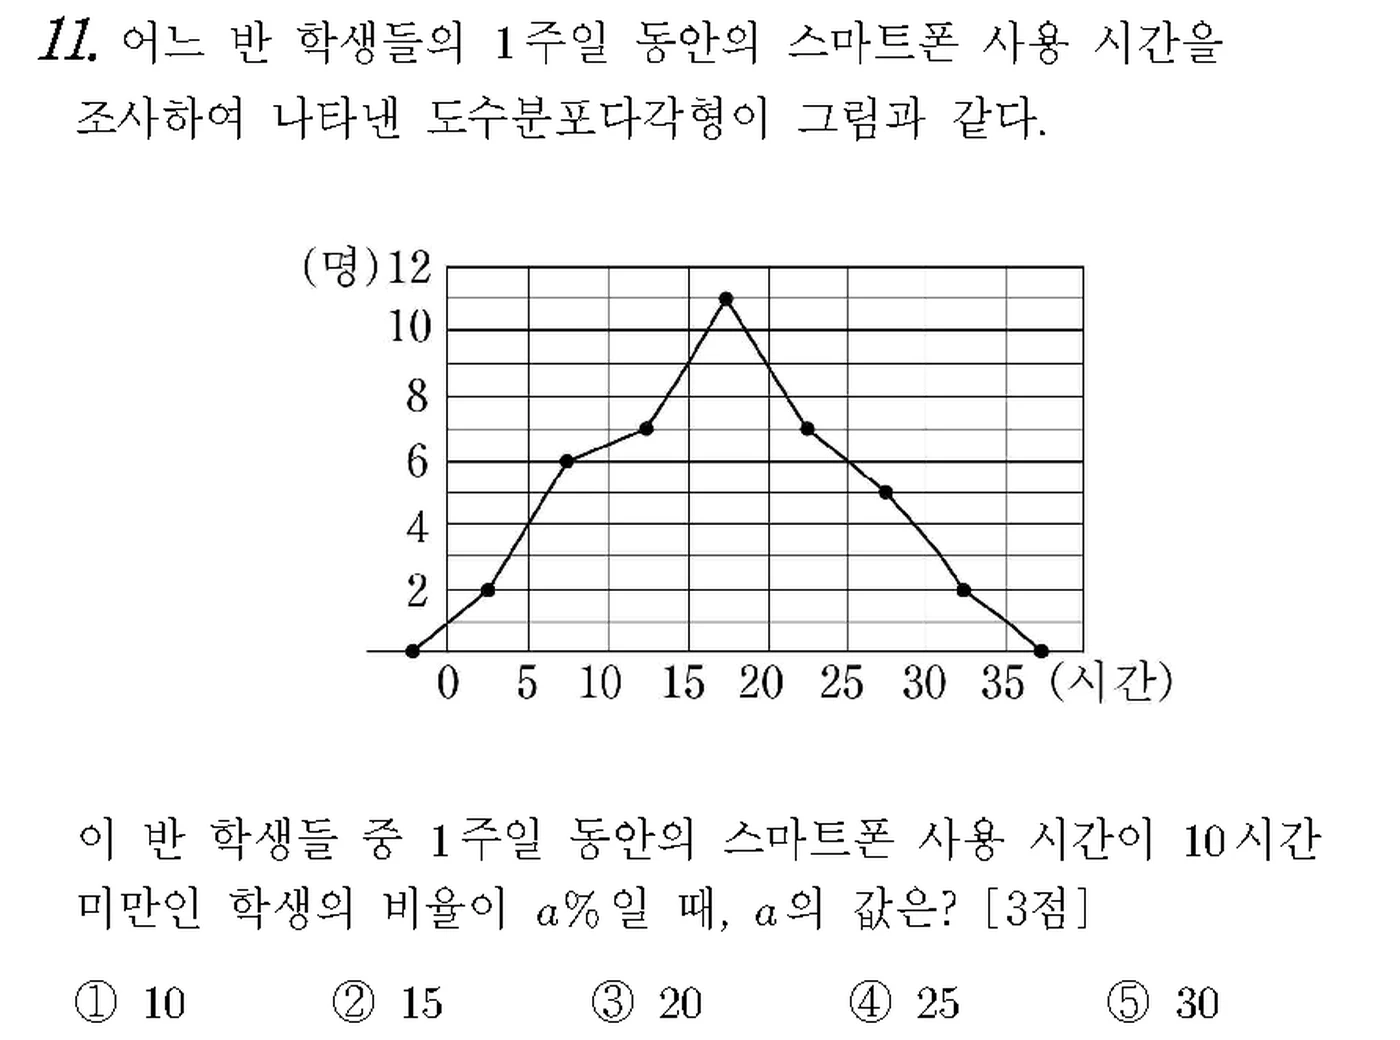 11. 어느 반 학생들의 1주일 동안의 스마트폰 사용 시간을
조사하여 나타낸 도수분포다각형이 그림과 같다.
(명) 12
10
8
6
4
2
0 5 10 15 20 25 30 35 (시간)
이 반 학생들 중 1주일 동안의 스마트폰 사용 시간이 10시간
미만인 학생의 비율이 a%일 때, a의 값은? [3점]
① 10 ② 15 ③ 20 ④ 25 ⑤ 30